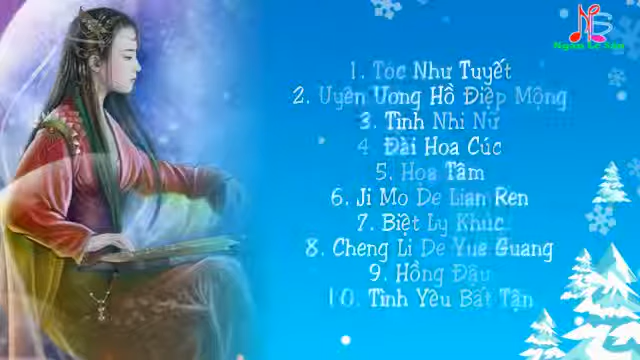 1. Tóc Như Tuyết
2. Uyên Ương Hồ Điệp Mộng
3. Tình Nhi Nữ
4 Đài Hoa Cúc
5. Hoa Tâm
6. Ji Mo De Lian Ren
7. Biệt Ly Khúc
8. Cheng Li De Yue Guang
9. Hồng Đậu
10. Tình Yêu Bất Tận